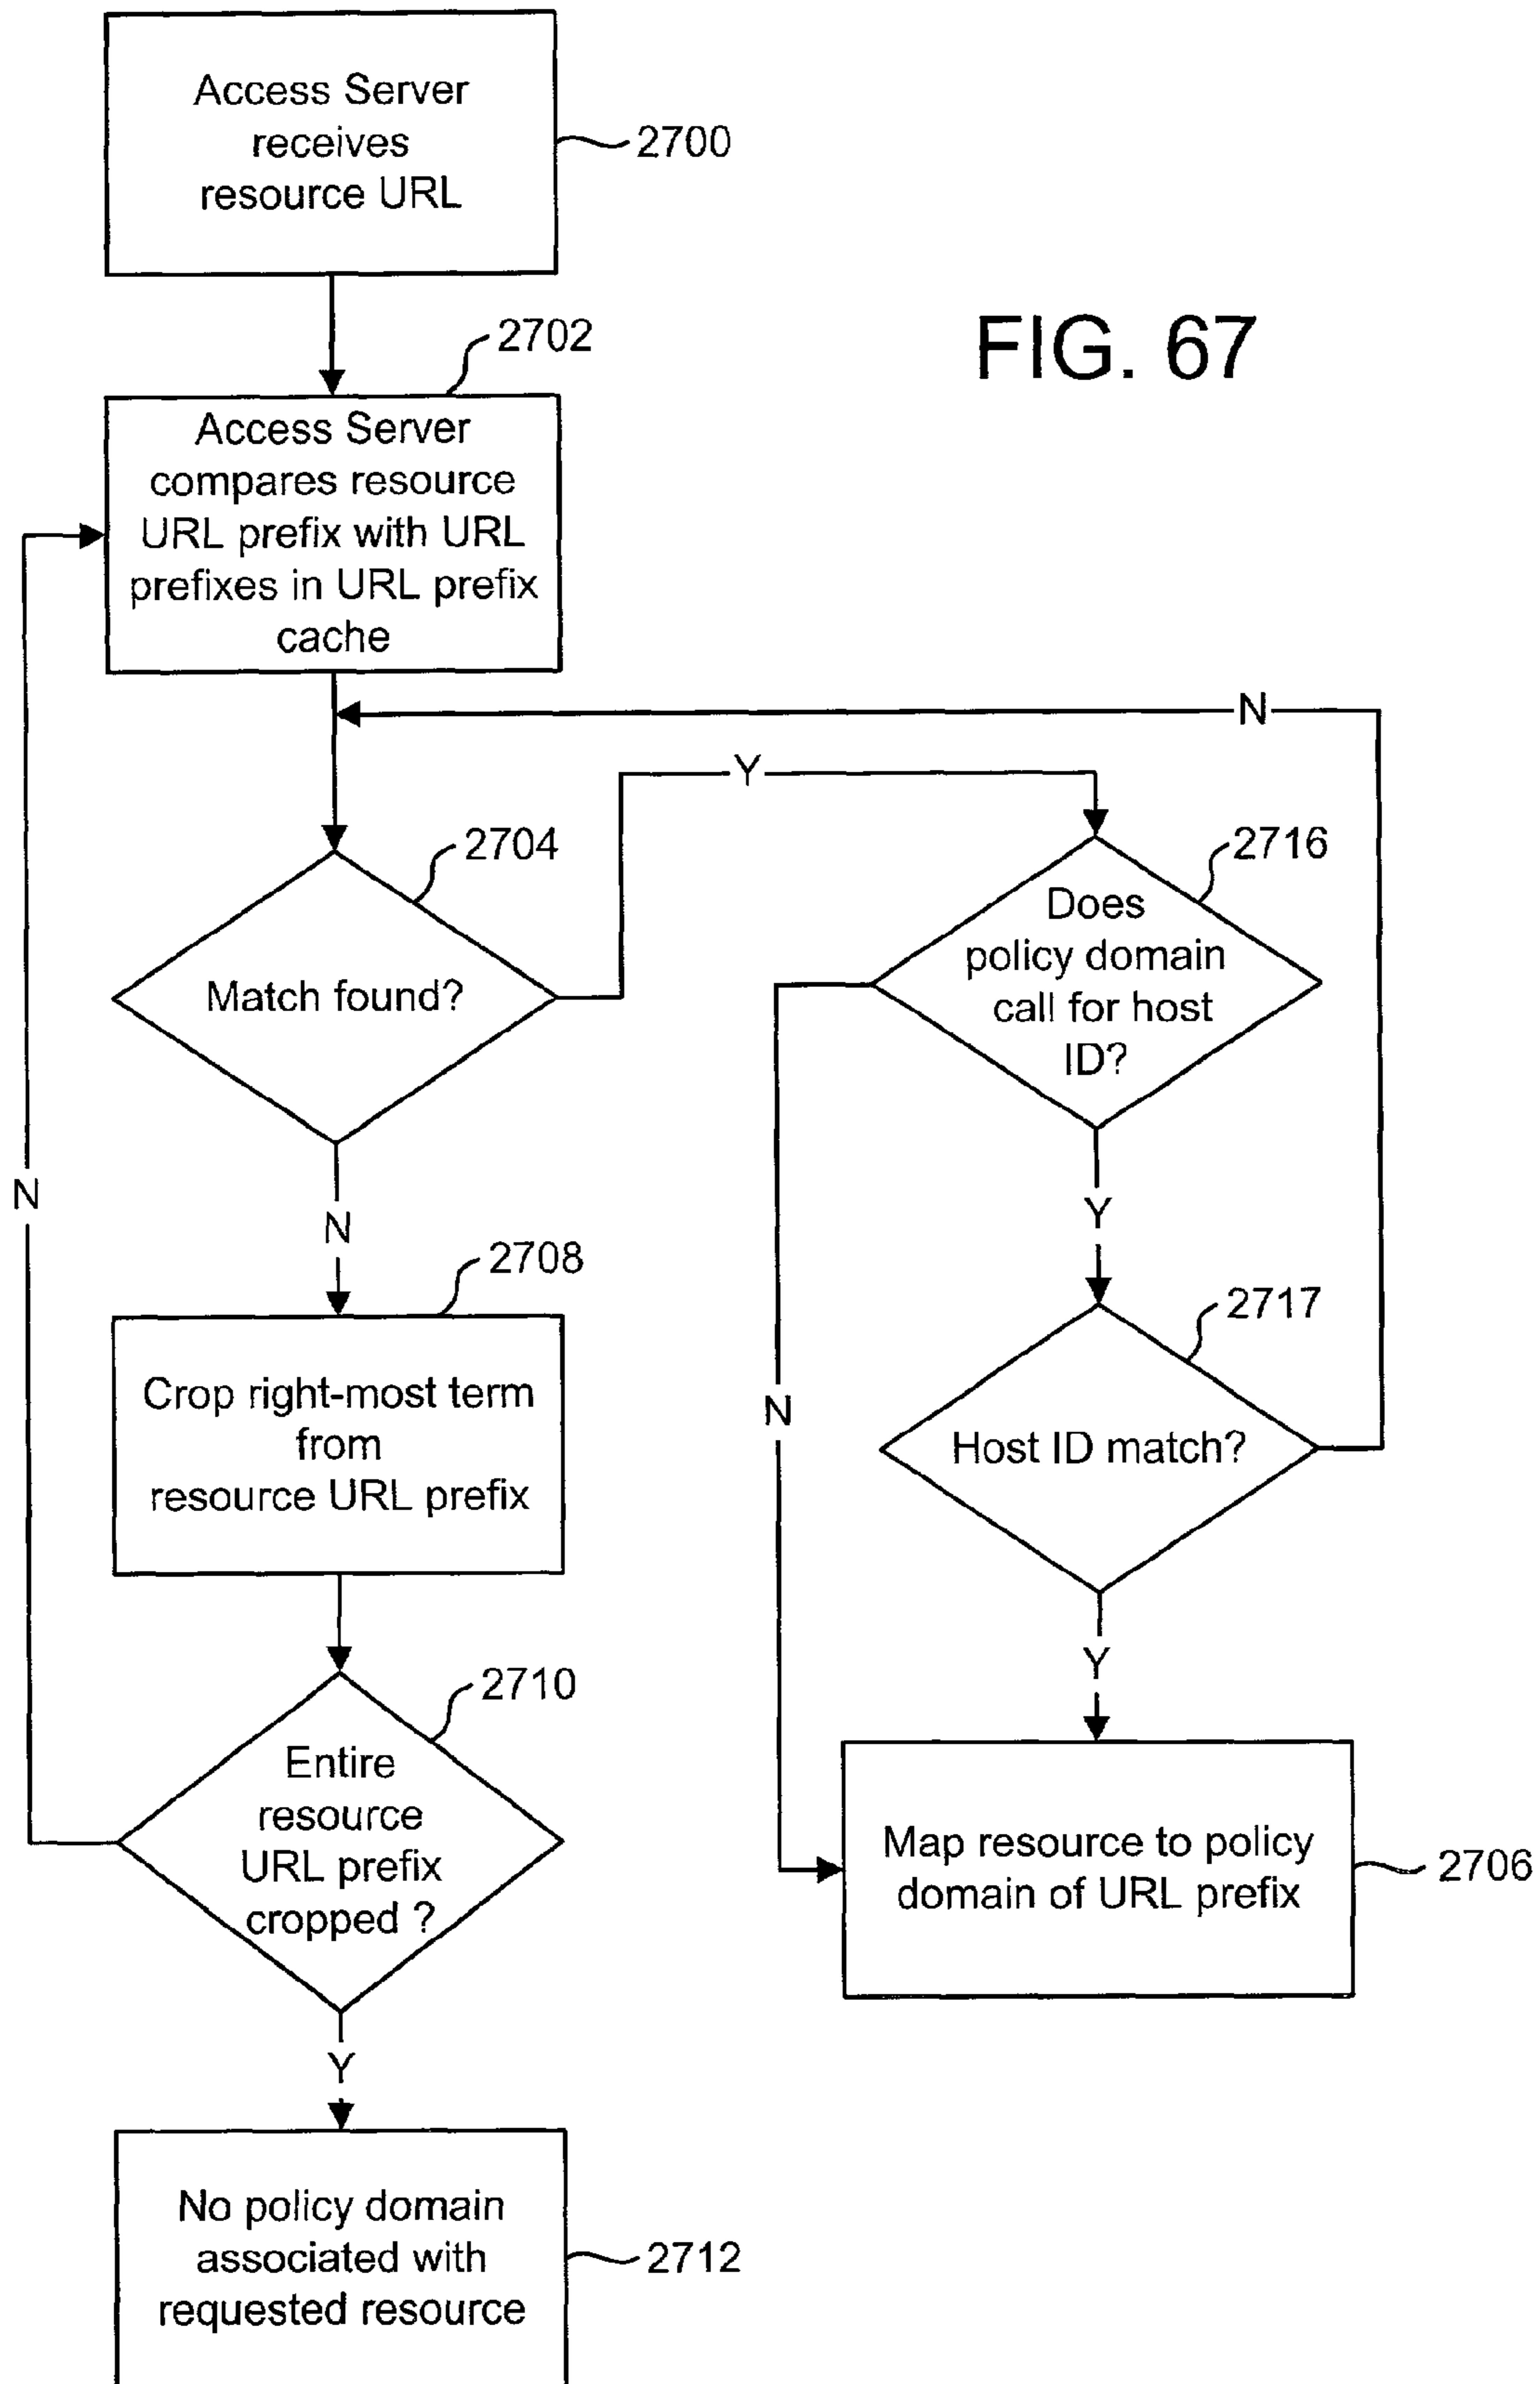 Access Server
receives
resource URL
2700
FIG. 67
2702
Access Server
compares resource
URL prefix with URL
prefixes in URL prefix
cache
N
Y
2704
Match found?
2716
Does
policy domain
call for host
ID?
N
N
Y
2708
Crop right-most term
from
resource URL prefix
2717
Host ID match?
N
Y
2710
Entire
resource
URL prefix
cropped ?
Map resource to policy
domain of URL prefix
2706
Y
No policy domain
associated with
requested resource
2712